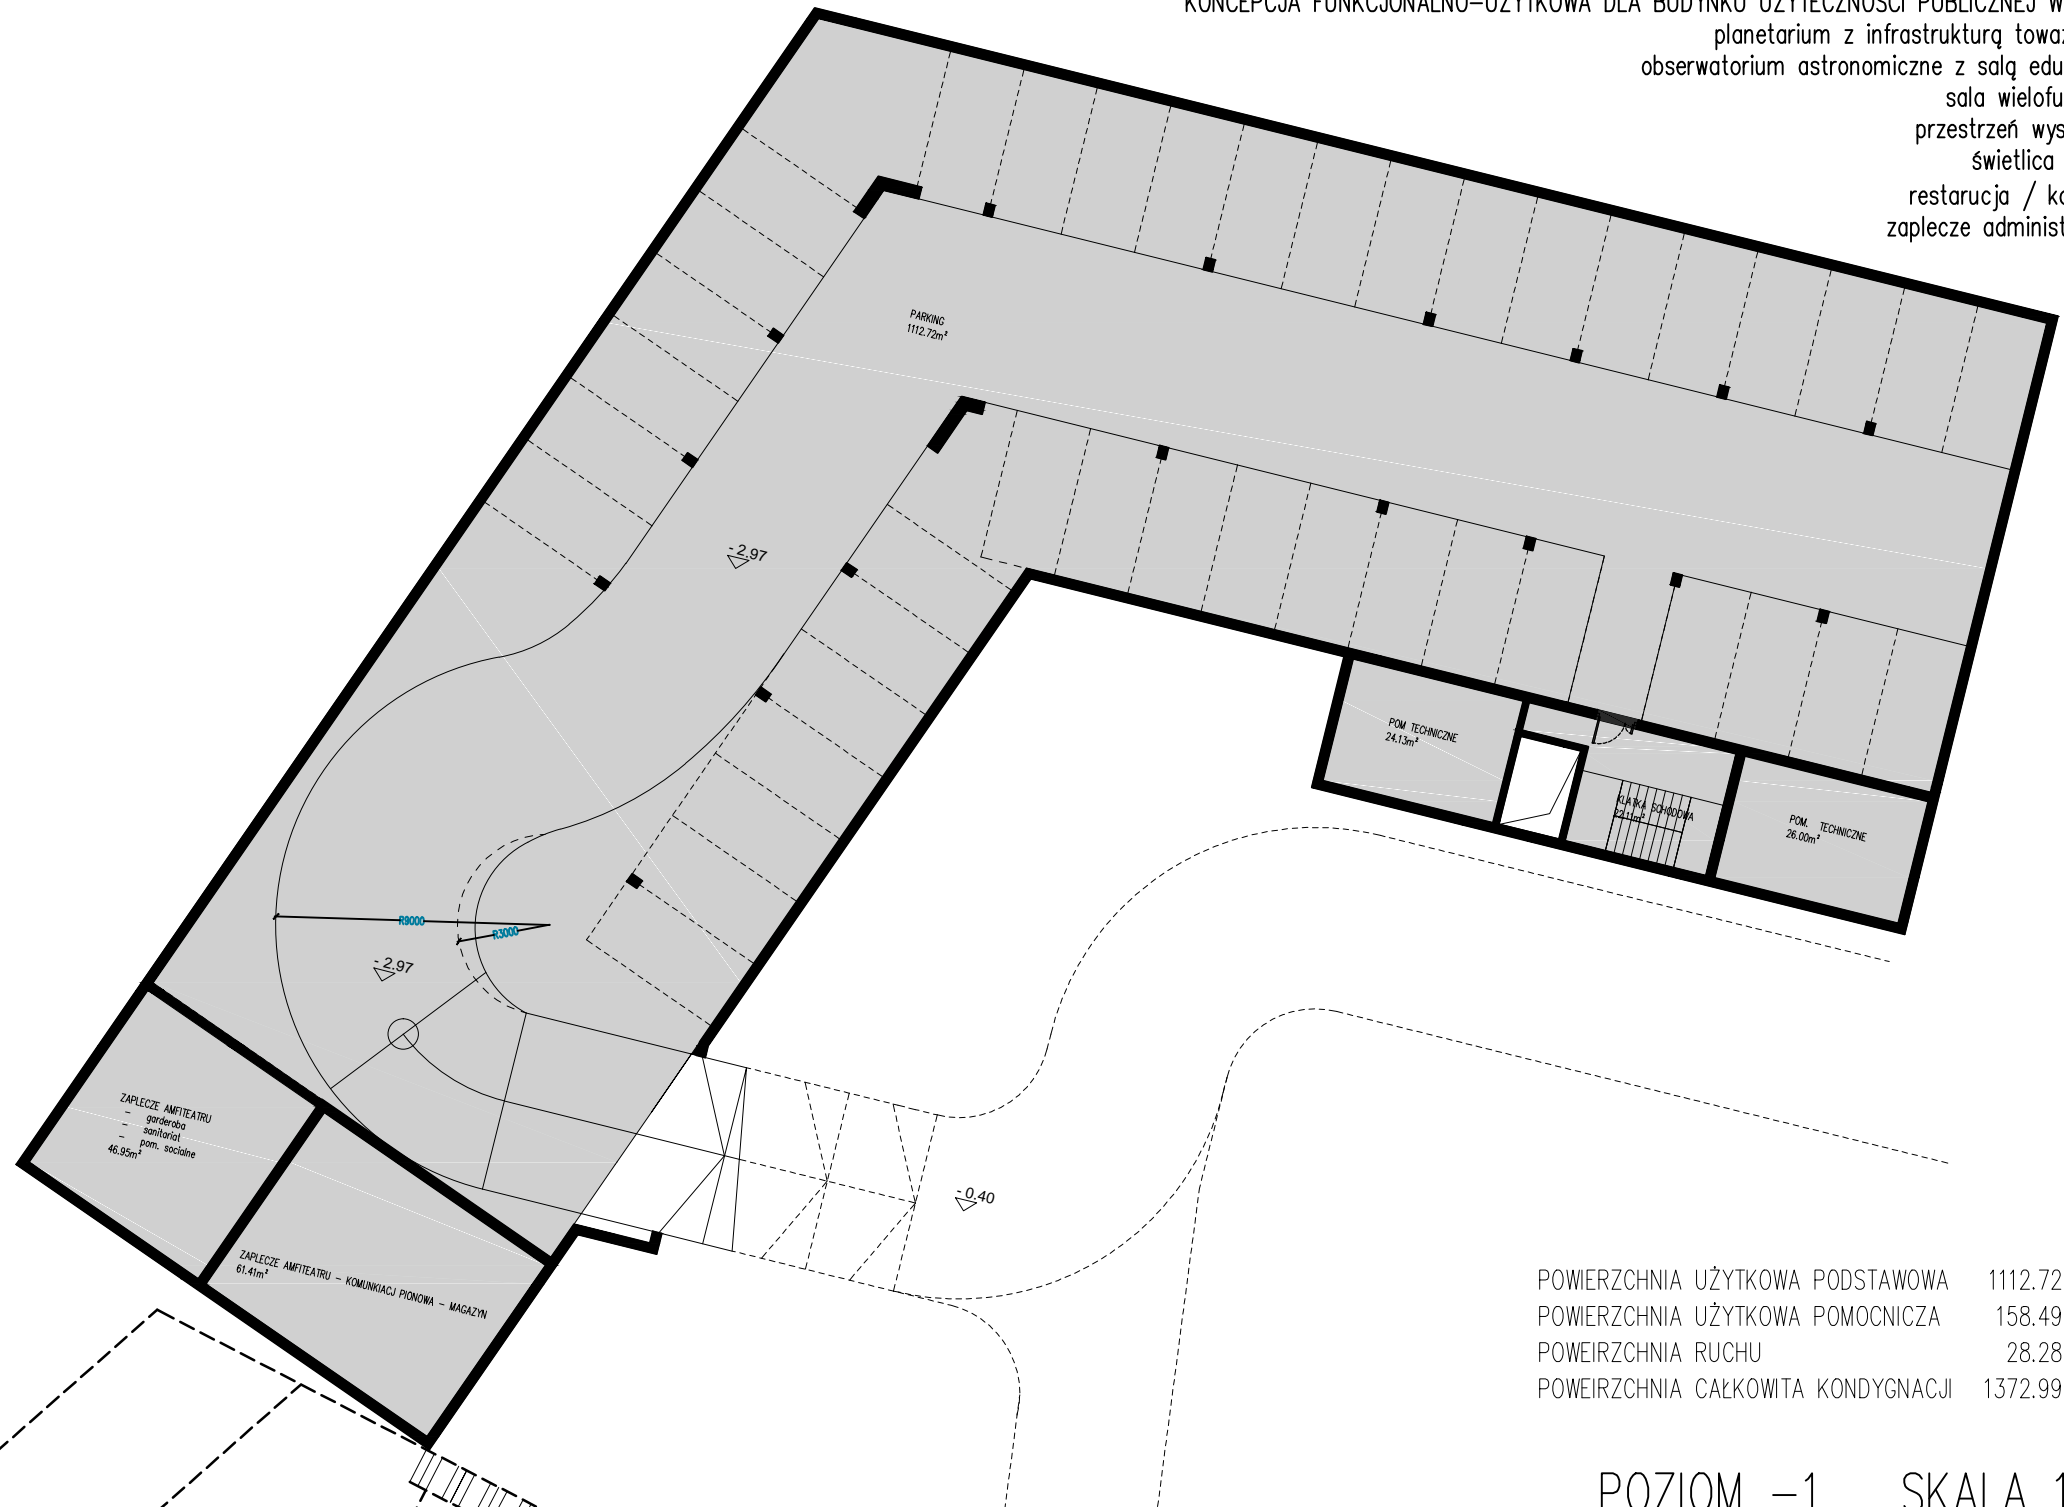 KONCEPCJA FUNKCJONALNO-UŻYTKOWA DLA BUDYNKU UŻYTECZNOŚCI PUBLICZNEJ W
planetarium z infrastrukturą towa
obserwatorium astronomiczne z salą edu
sala wielofu
przestrzeń wys
świetlica
restarucja / ka
zaplecze administ
PARKING
1112.72m²
- 2.97
POM TECHNICZNE
24.13m²
KLATKA SCHODOWA
POM. TECHNICZNE
26.00m²
R9000
R3000
- 2.97
ZAPLECZE AMFITEATRU
- garderoba
- sanitariat
- pom. socialne
46.95m²
- 0.40
ZAPLECZE AMFITEATRU - KOMUNKIACJ PIONOWA - MAGAZYN
61.41m²
POWIERZCHNIA UŻYTKOWA PODSTAWOWA 1112.72
POWIERZCHNIA UŻYTKOWA POMOCNICZA 158.49
POWEIRZCHNIA RUCHU 28.28
POWEIRZCHNIA CAŁKOWITA KONDYGNACJI 1372.99
POZIOM -1 SKALA 1